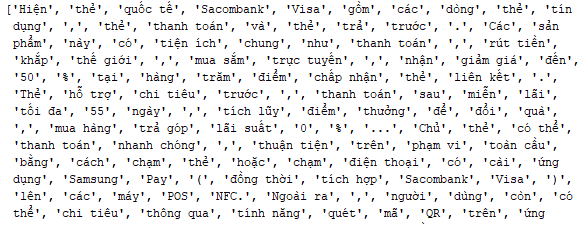 ['Hiện', 'thẻ', 'quốc tế', 'Sacombank', 'Visa', 'gồm', 'các', 'dòng', 'thẻ', 'tín
dụng', ',', 'thẻ', 'thanh toán', 'và', 'thẻ', 'trả', 'trước', '.', 'Các', 'sản
phẩm', 'này', 'có', 'tiện ích', 'chung', 'như', 'thanh toán', ',', 'rút tiền',
'khắp', 'thế giới', ',', 'mua sắm', 'trực tuyến', ',', 'nhận', 'giảm giá', 'đến',
'50', '%', 'tại', 'hàng', 'trăm', 'điểm', 'chấp nhận', 'thẻ', 'liên kết', '.',
'Thẻ', 'hỗ trợ', 'chi tiêu', 'trước', ',', 'thanh toán', 'sau', 'miễn', 'lãi',
'tối đa', '55', 'ngày', ',', 'tích lũy', 'điểm', 'thưởng', 'để', 'đổi', 'quà',
',', 'mua hàng', 'trả góp', 'lãi suất', '0', '%', '...', 'Chủ', 'thẻ', 'có thể',
'thanh toán', 'nhanh chóng', ',', 'thuận tiện', 'trên', 'phạm vi', 'toàn cầu',
'bằng', 'cách', 'chạm', 'thẻ', 'hoặc', 'chạm', 'điện thoại', 'có', 'cài', 'ứng
dụng', 'Samsung', 'Pay', '(', 'đồng thời', 'tích hợp', 'Sacombank', 'Visa', ')',
'lên', 'các', 'máy', 'POS', 'NFC.', 'Ngoài ra', ',', 'người', 'dùng', 'còn', 'có
thể', 'chi tiêu', 'thông qua', 'tính năng', 'quét', 'mã', 'QR', 'trên', 'ứng